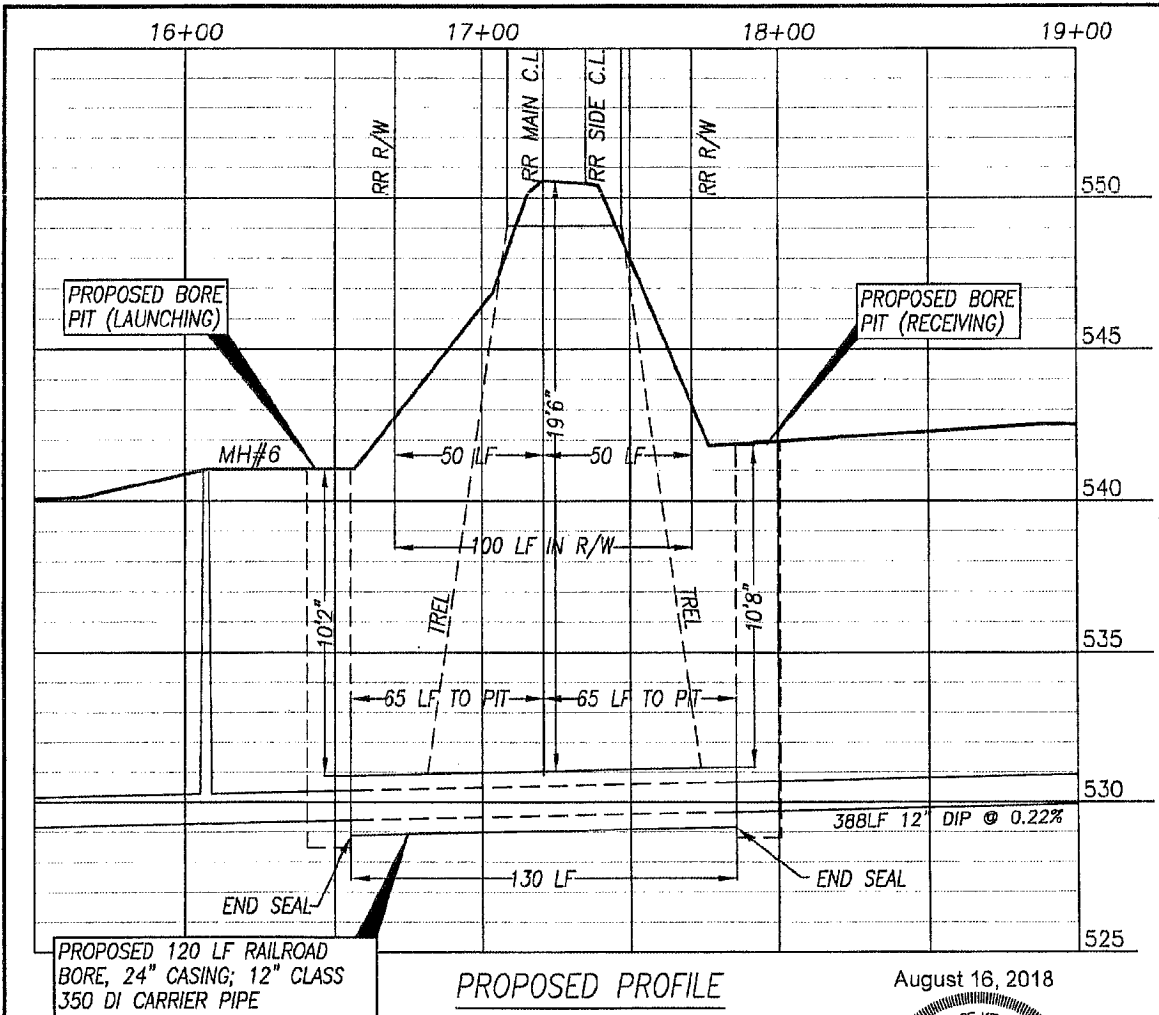 16+00
17+00
18+00
19+00
RR R/W
RR MAIN C.L.
RR SIDE C.L.
RR R/W
550
PROPOSED BORE
PIT (LAUNCHING)
PROPOSED BORE
PIT (RECEIVING)
545
19'6"
MH#6
50 LF
50 LF
540
100 LF IN R/W
10'2"
TREL
TREL
10'8"
535
65 LF TO PIT
65 LF TO PIT
530
388LF 12" DIP @ 0.22%
130 LF
END SEAL
END SEAL
525
PROPOSED 120 LF RAILROAD
BORE, 24" CASING; 12" CLASS
350 DI CARRIER PIPE
PROPOSED PROFILE
August 16, 2018